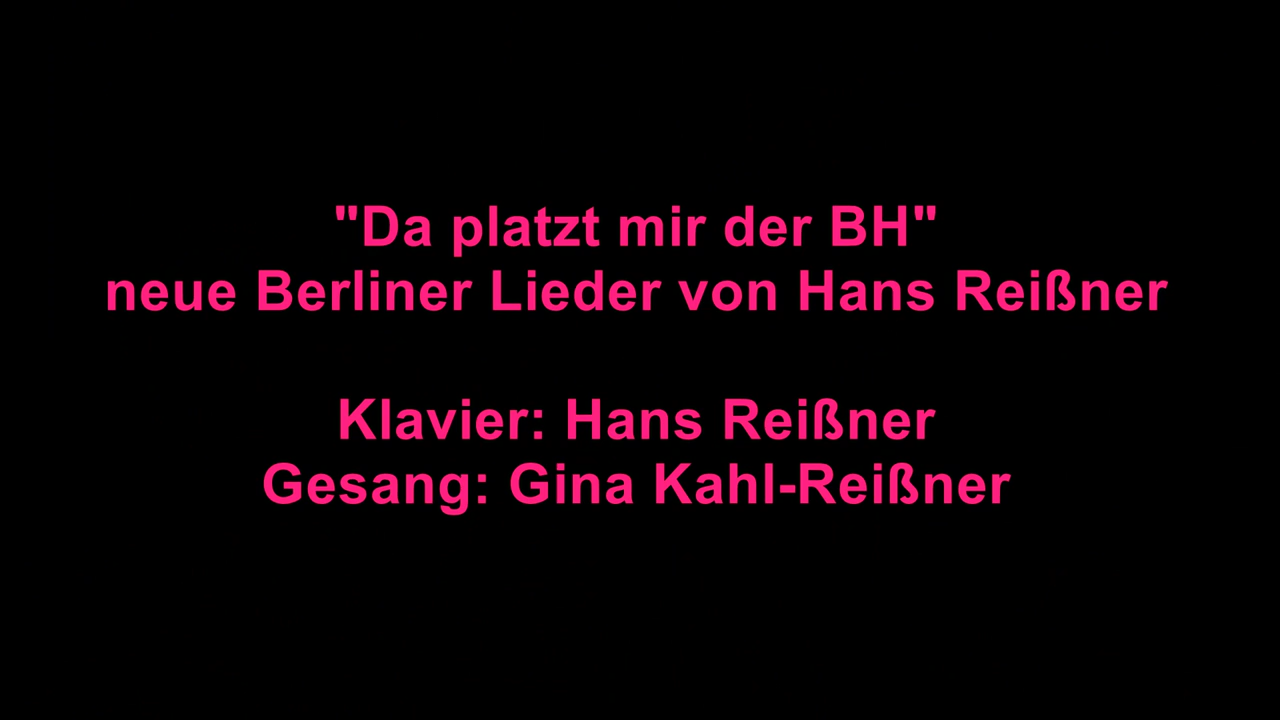 "Da platzt mir der BH"
neue Berliner Lieder von Hans Reißner
Klavier: Hans Reißner
Gesang: Gina Kahl-Reißner